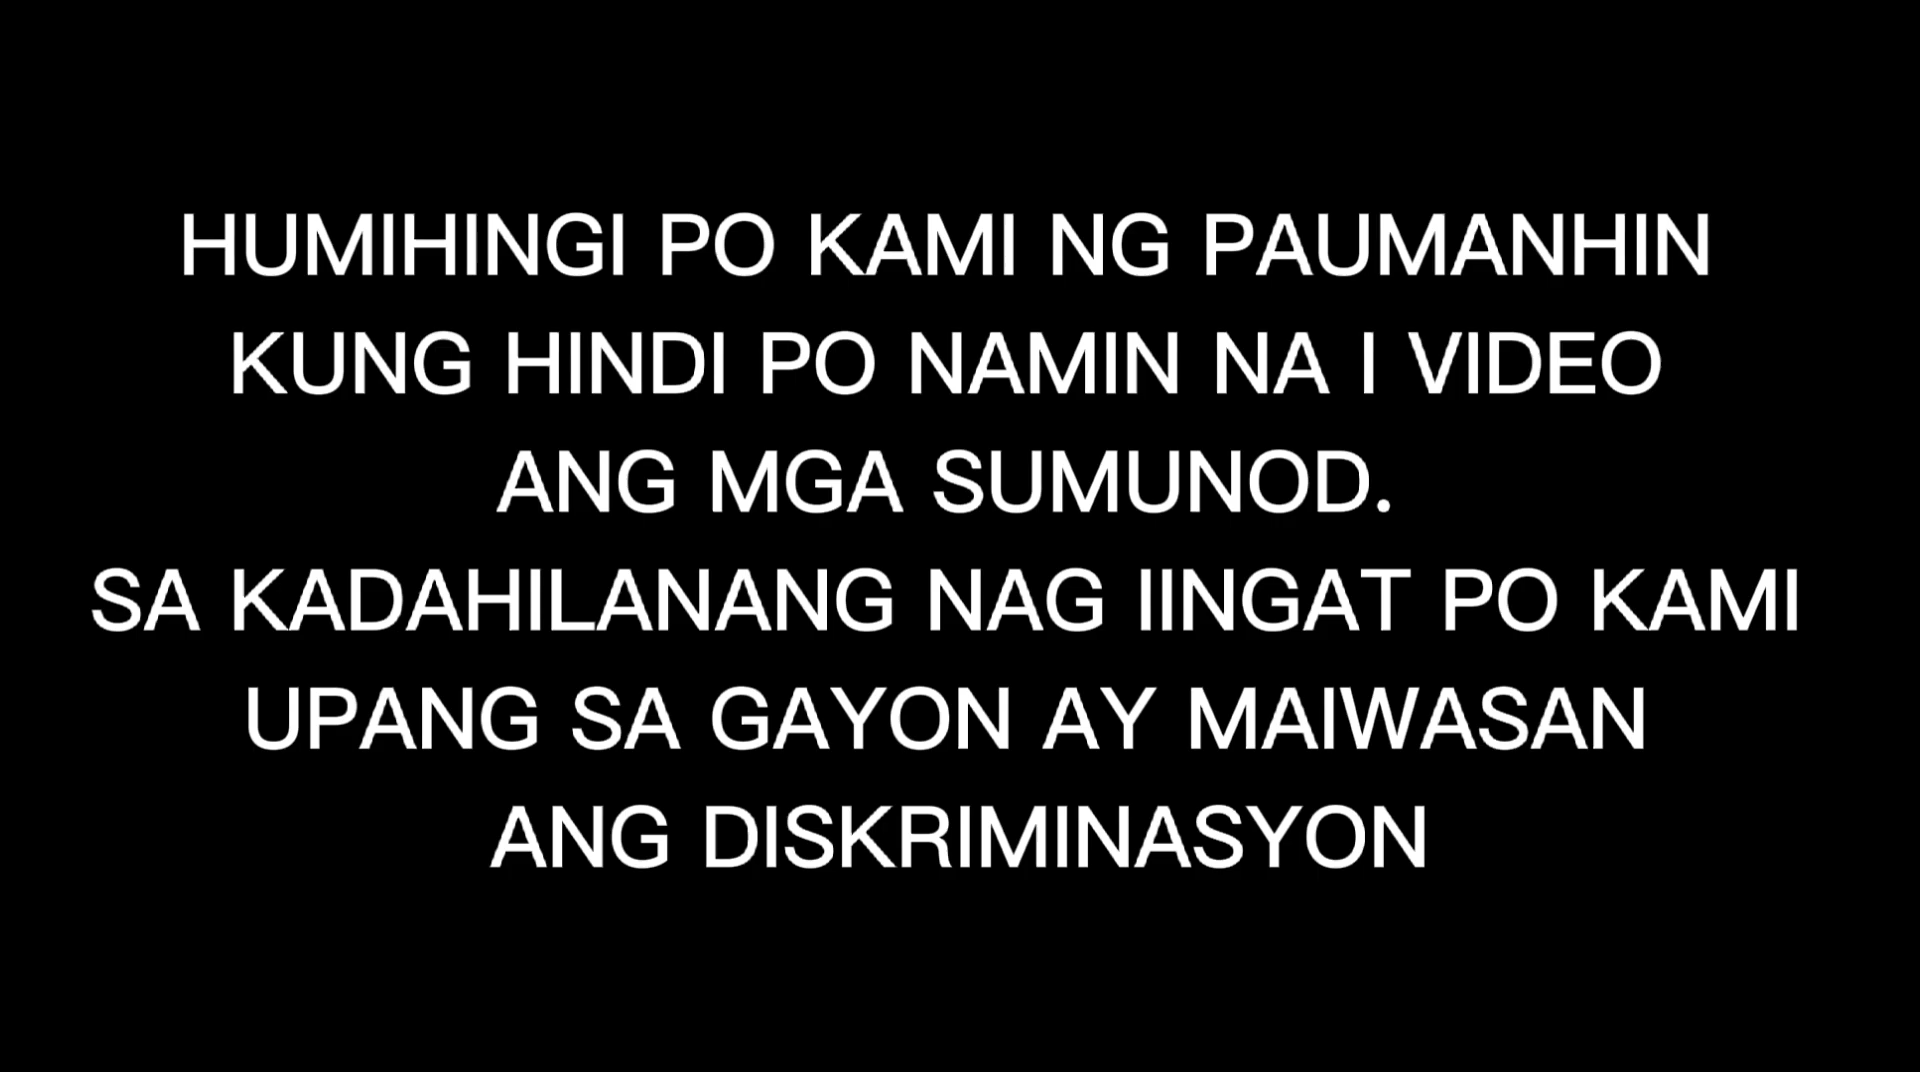 HUMIHINGI PO KAMI NG PAUMANHIN
KUNG HINDI PO NAMIN NA I VIDEO
ANG MGA SUMUNOD.
SA KADAHILANANG NAG IINGAT PO KAMI
UPANG SA GAYON AY MAIWASAN
ANG DISKRIMINASYON